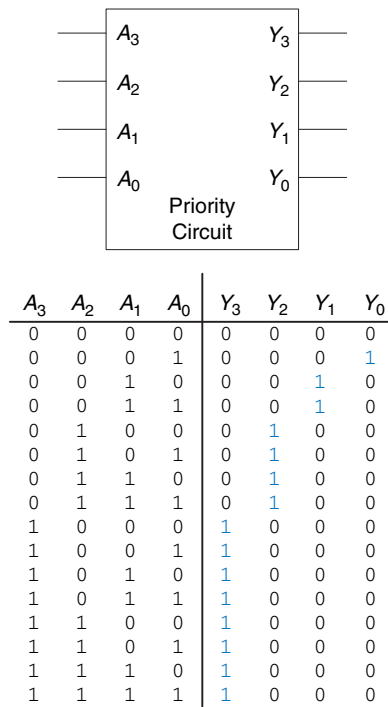 A3 Y3
A2 Y2
A1 Y1
A0 Y0
Priority
Circuit
A3 A2 A1 A0 Y3 Y2 Y1 Y0
0 0 0 0 0 0 0 0
0 0 0 1 0 0 0 1
0 0 1 0 0 0 1 0
0 0 1 1 0 0 1 0
0 1 0 0 0 1 0 0
0 1 0 1 0 1 0 0
0 1 1 0 0 1 0 0
0 1 1 1 0 1 0 0
1 0 0 0 1 0 0 0
1 0 0 1 1 0 0 0
1 0 1 0 1 0 0 0
1 0 1 1 1 0 0 0
1 1 0 0 1 0 0 0
1 1 0 1 1 0 0 0
1 1 1 0 1 0 0 0
1 1 1 1 1 0 0 0